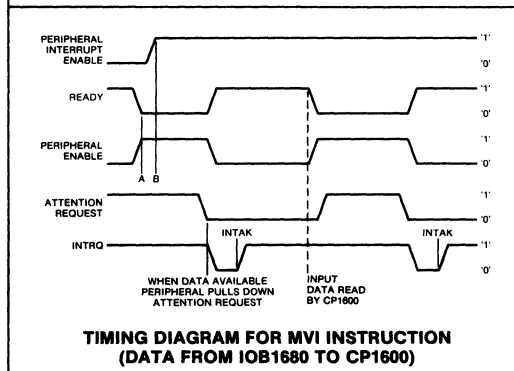 PERIPHERAL
INTERRUPT
ENABLE
'1'
'0'
READY
'1'
'0'
PERIPHERAL
ENABLE
'1'
'0'
A B
ATTENTION
REQUEST
'1'
'0'
INTRQ
INTAK
INTAK
'1'
'0'
WHEN DATA AVAILABLE
PERIPHERAL PULLS DOWN
ATTENTION REQUEST
INPUT
DATA READ
BY CP1600
TIMING DIAGRAM FOR MVI INSTRUCTION
(DATA FROM IOB1680 TO CP1600)